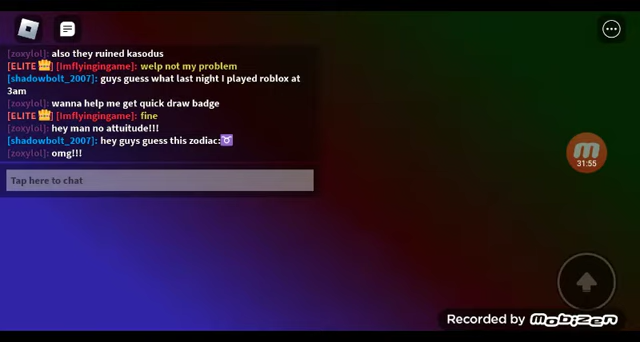 [zoxylol]: also they ruined kasodus
[ELITE👑] [Imflyingingame]: welp not my problem
[shadowbolt_2007]: guys guess what last night I played roblox at
3am
[zoxylol]: wanna help me get quick draw badge
[ELITE👑] [Imflyingingame]: fine
[zoxylol]: hey man no attuitude!!!
[shadowbolt_2007]: hey guys guess this zodiac:♉
[zoxylol]: omg!!!
Tap here to chat
31:55
Recorded by Mobizen